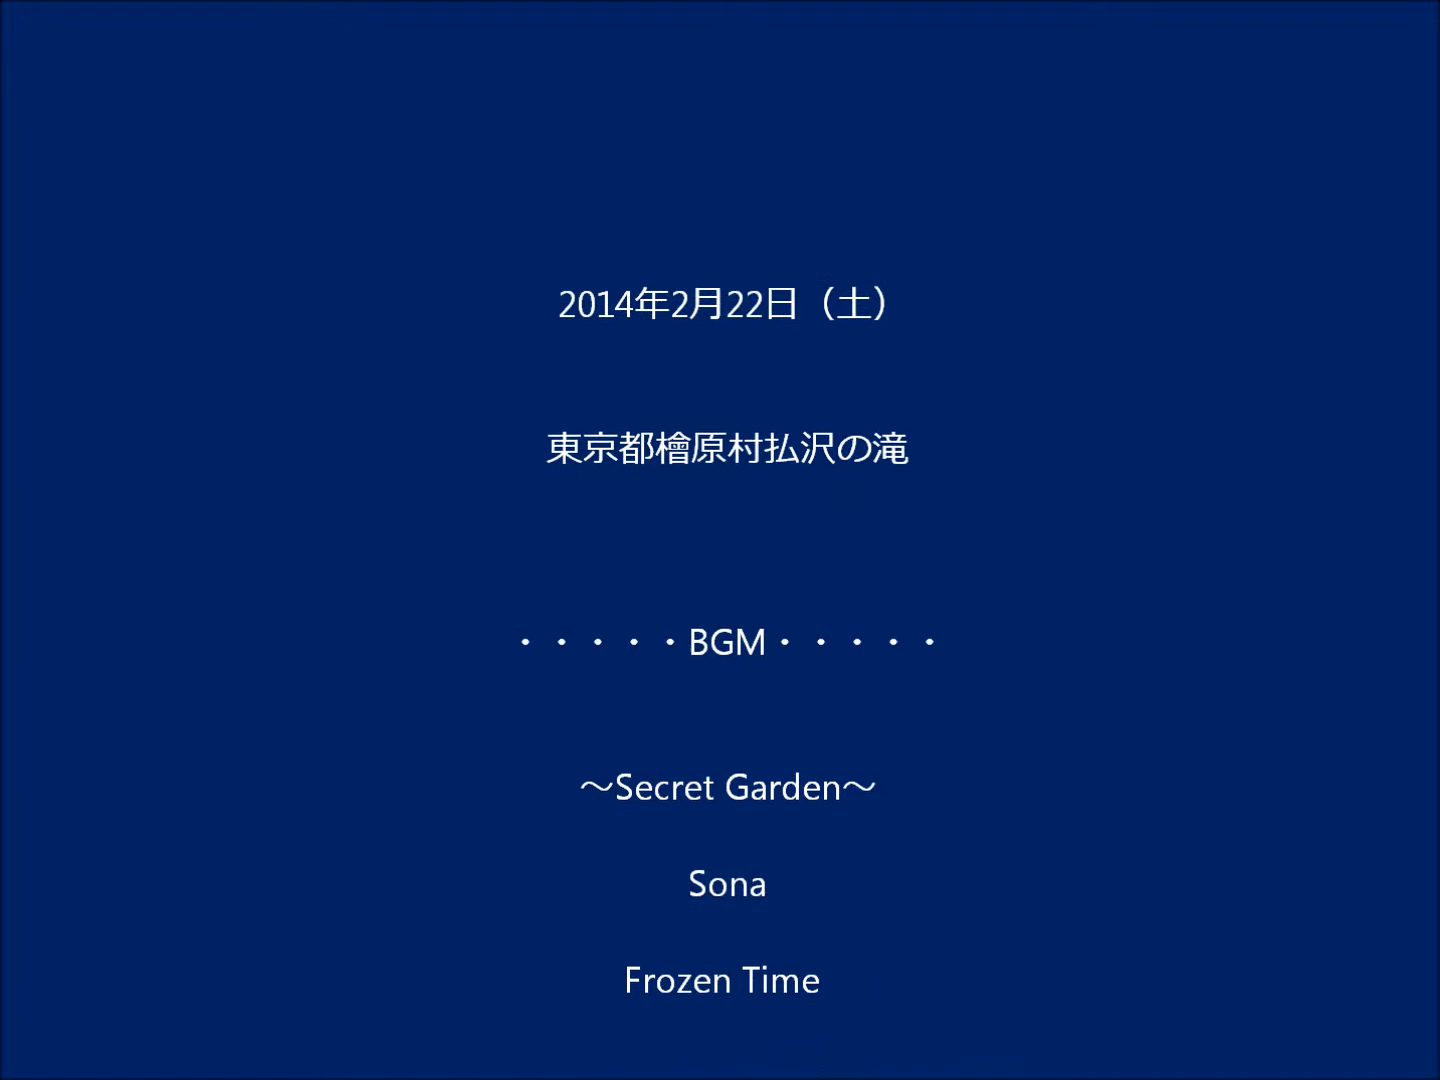 2014年2月22日（土）
東京都檜原村払沢の滝
・・・・・BGM・・・・・
～Secret Garden～
Sona
Frozen Time